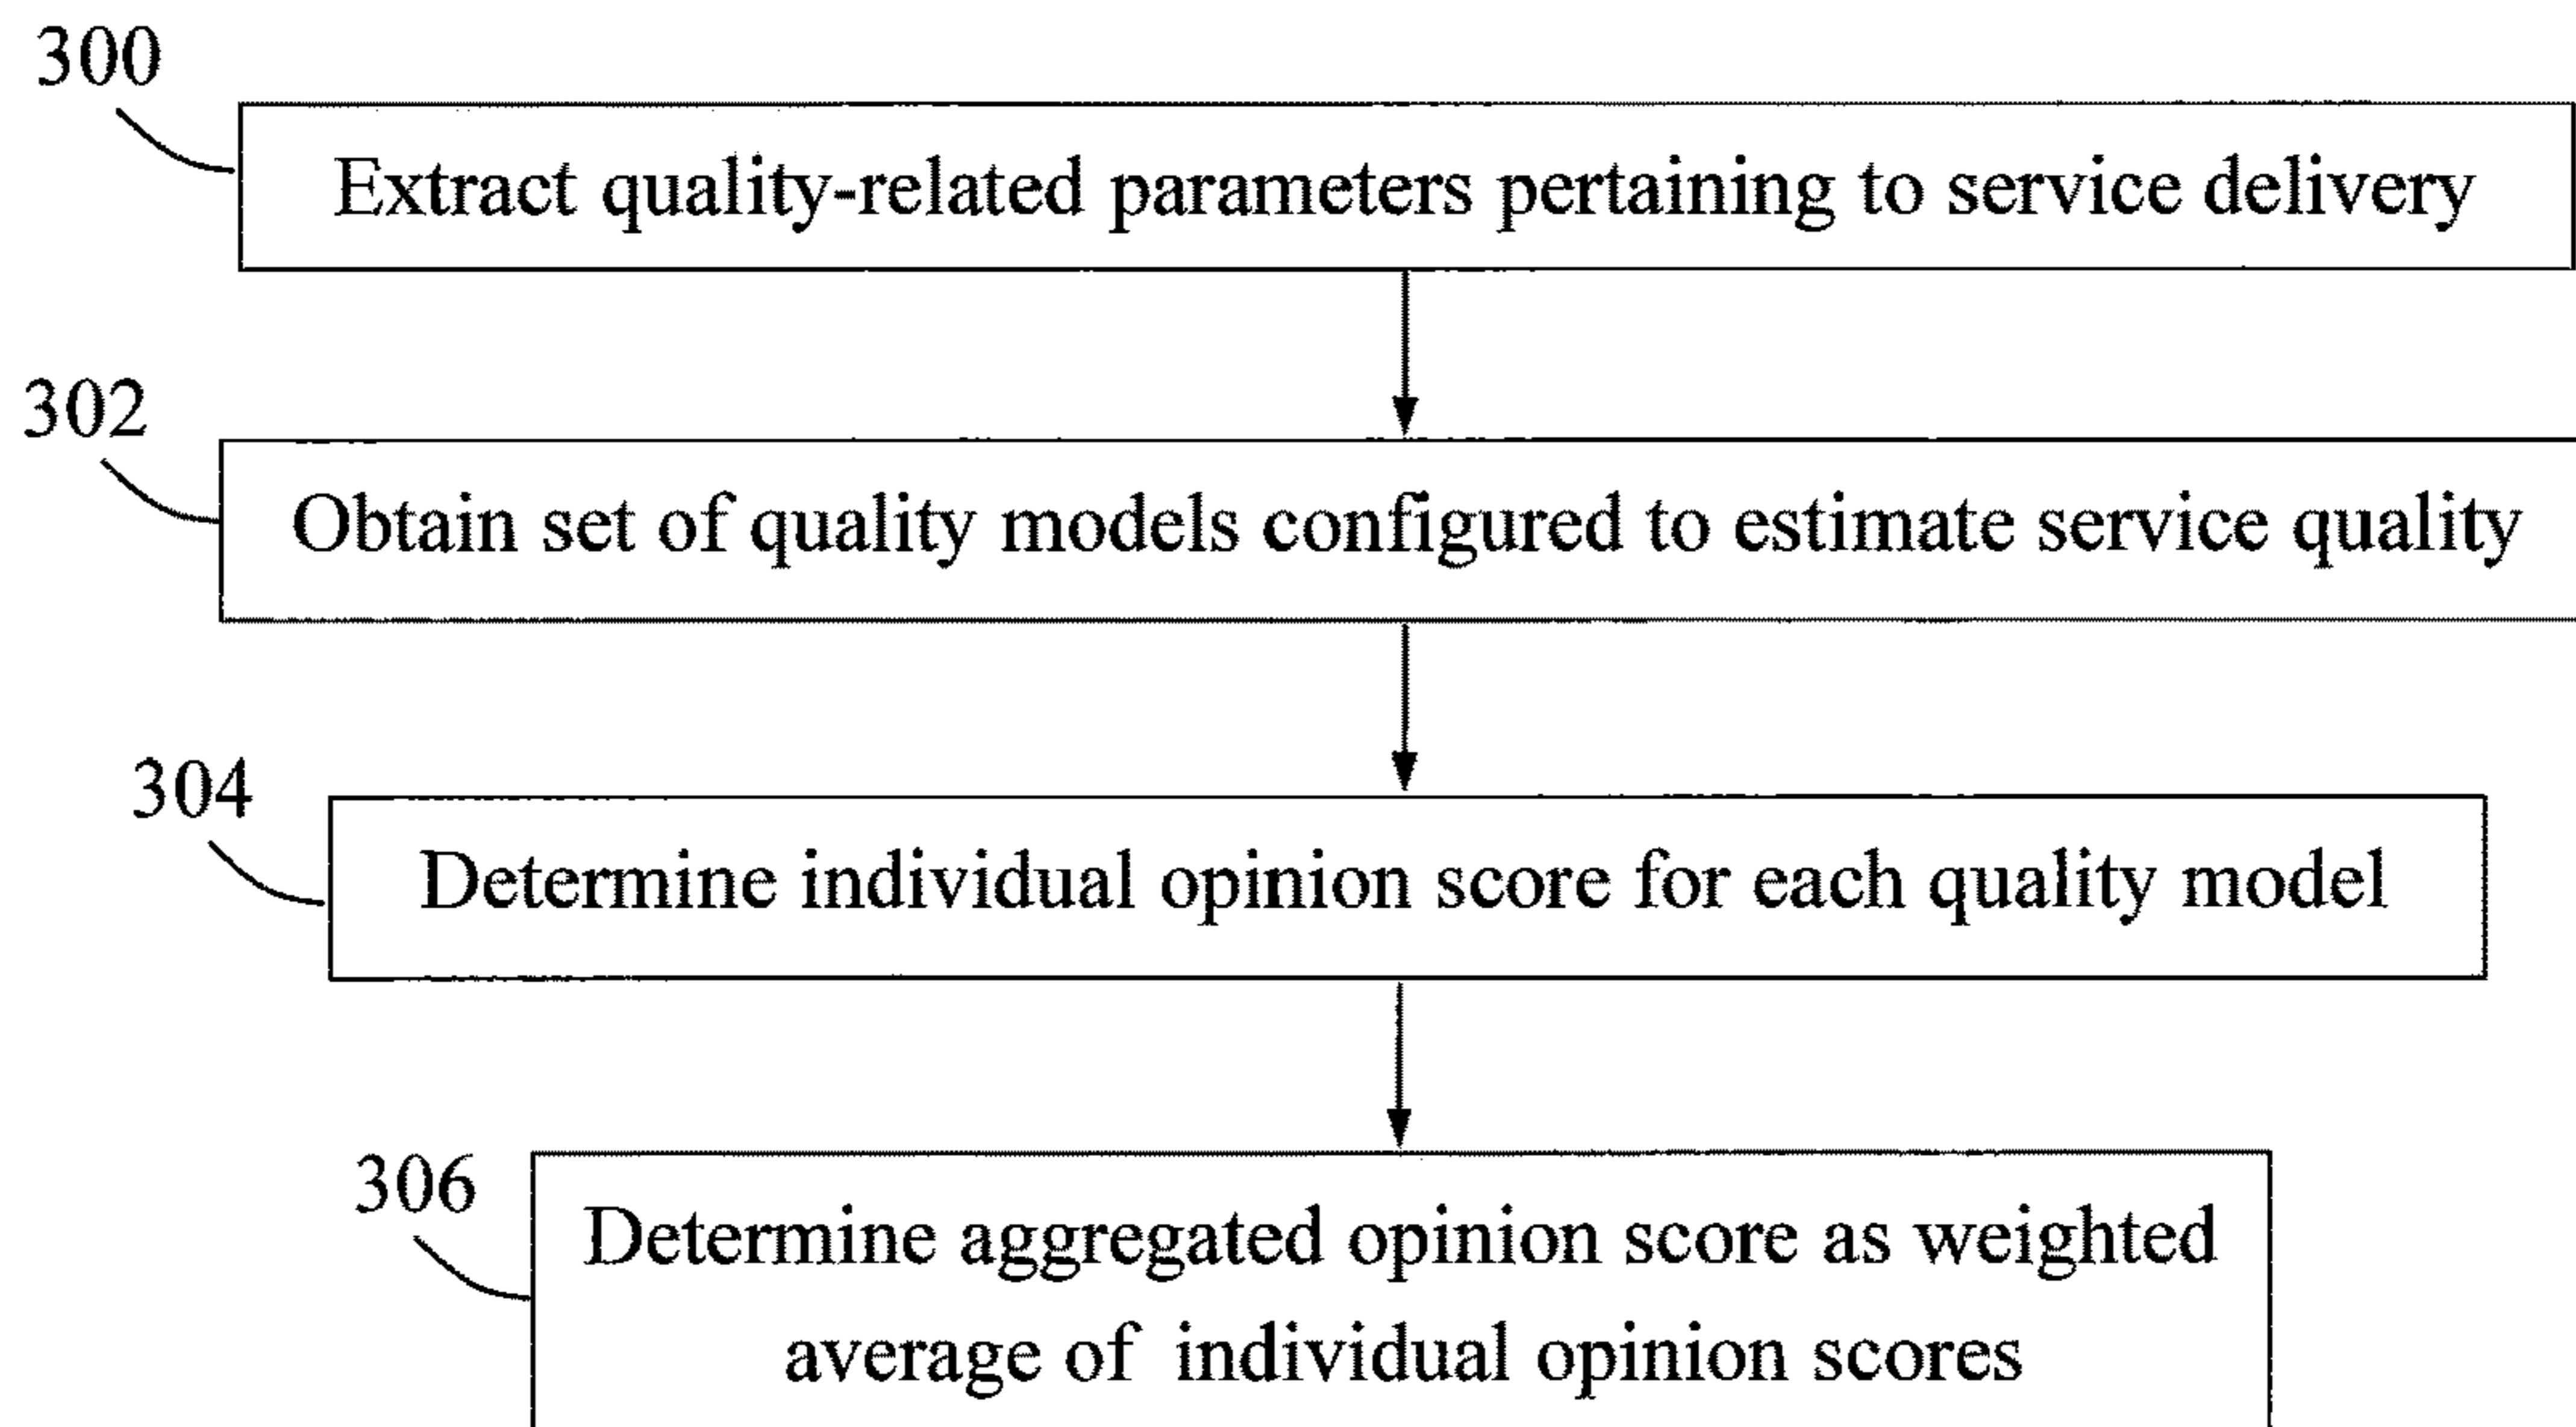 300
Extract quality-related parameters pertaining to service delivery
302
Obtain set of quality models configured to estimate service quality
304
Determine individual opinion score for each quality model
306
Determine aggregated opinion score as weighted
average of individual opinion scores